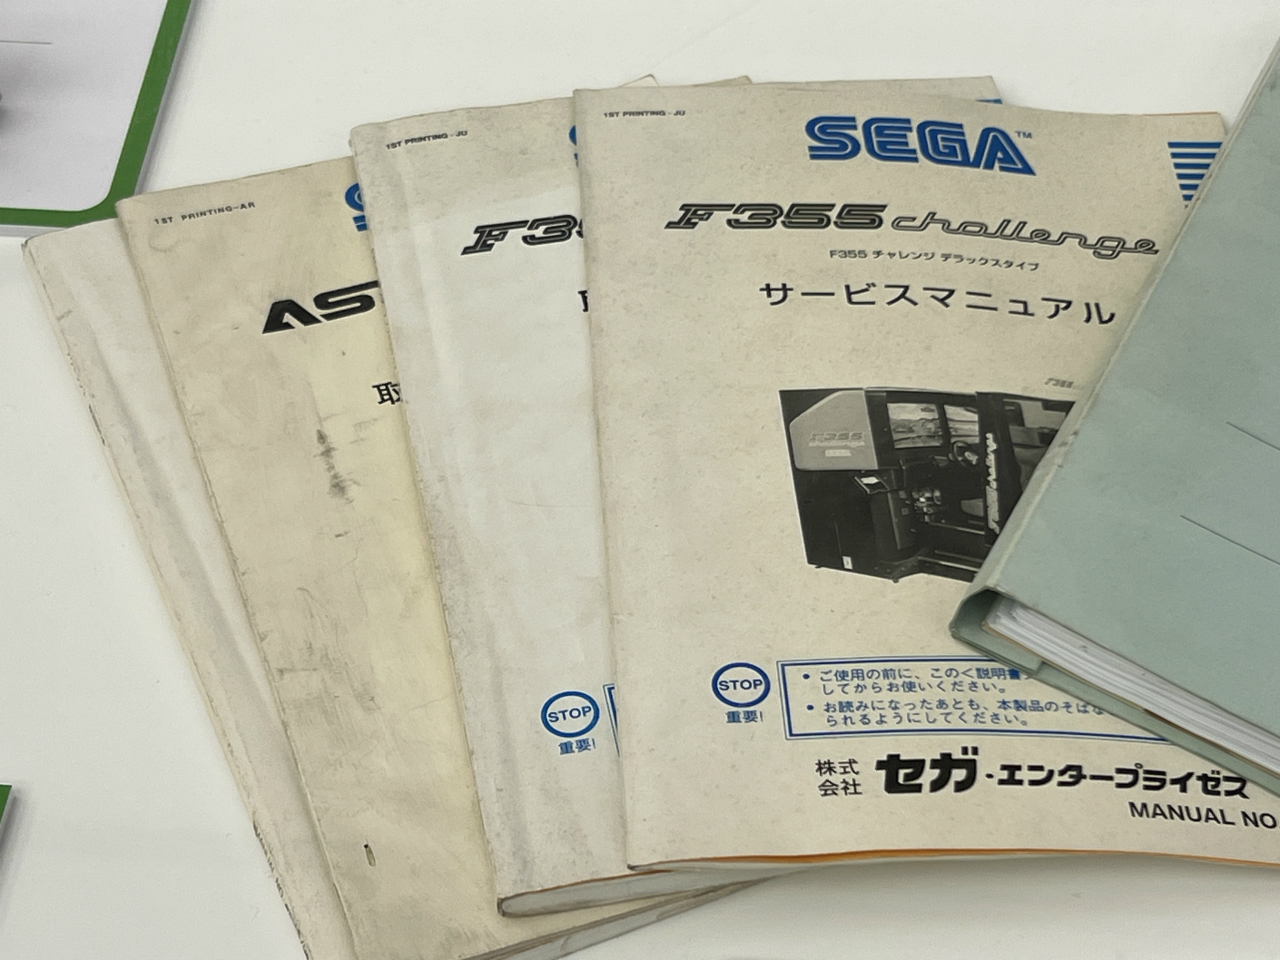 1ST PRINTING-AR
AS
取
1ST PRINTING-JU
F35
STOP
重要!
1ST PRINTING-JU
SEGA™
F355 challenge
F355 チャレンジ デラックスタイプ
サービスマニュアル
F355
challenge
STOP
重要!
• ご使用の前に、このく説明書
してからお使いください。
• お読みになったあとも、本製品のそばな
られるようにしてください。
株式会社 セガ・エンタープライゼス
MANUAL NO